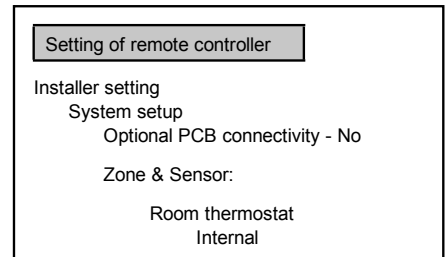 Setting of remote controller
Installer setting
System setup
Optional PCB connectivity - No
Zone & Sensor:
Room thermostat
Internal